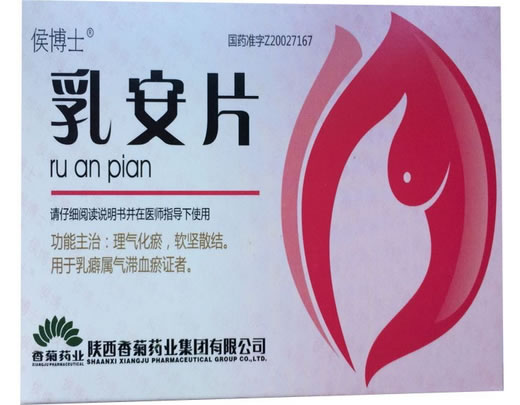 侯博士®
国药准字Z20027167
乳安片
ru an pian
请仔细阅读说明书并在医师指导下使用
功能主治：理气化瘀，软坚散结。
用于乳癖属气滞血瘀证者。
香菊药业
XIANGJU PHARMACEUTICAL
陕西香菊药业集团有限公司
SHAANXI XIANGJU PHARMACEUTICAL GROUP CO.,LTD.